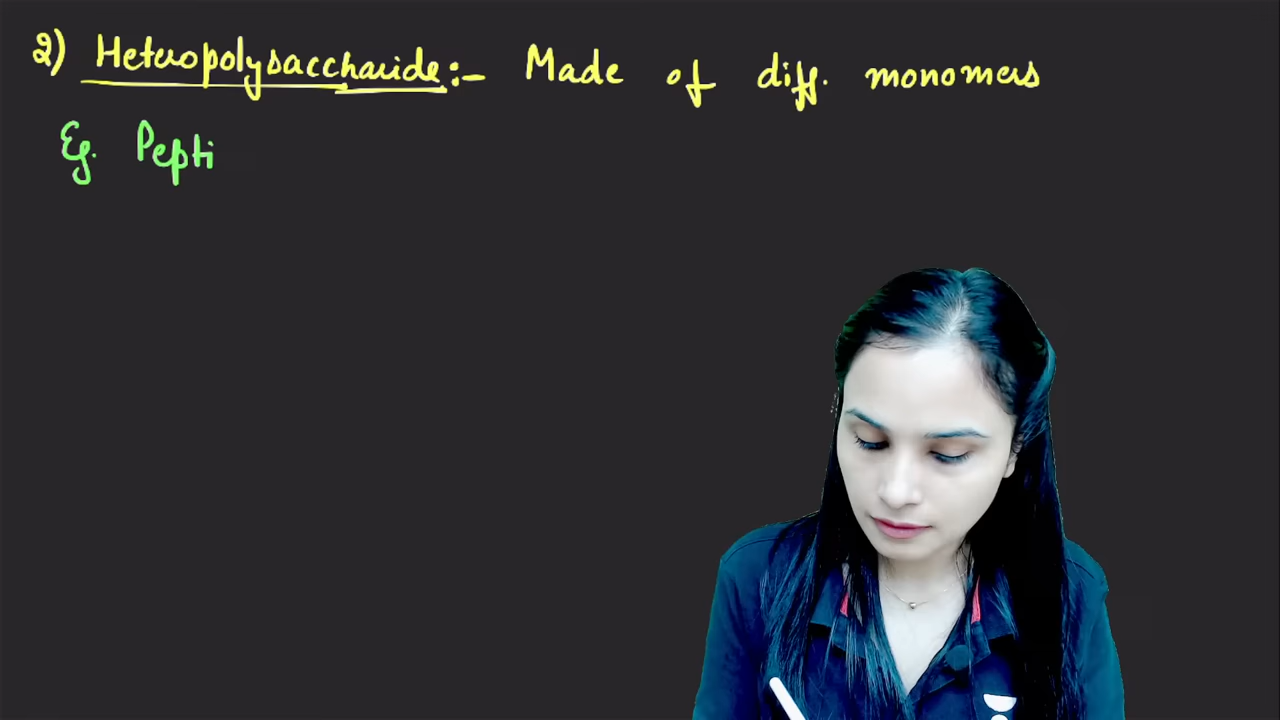 2) Heteropolysaccharide:- Made of diff. monomers
Eg. Pepti